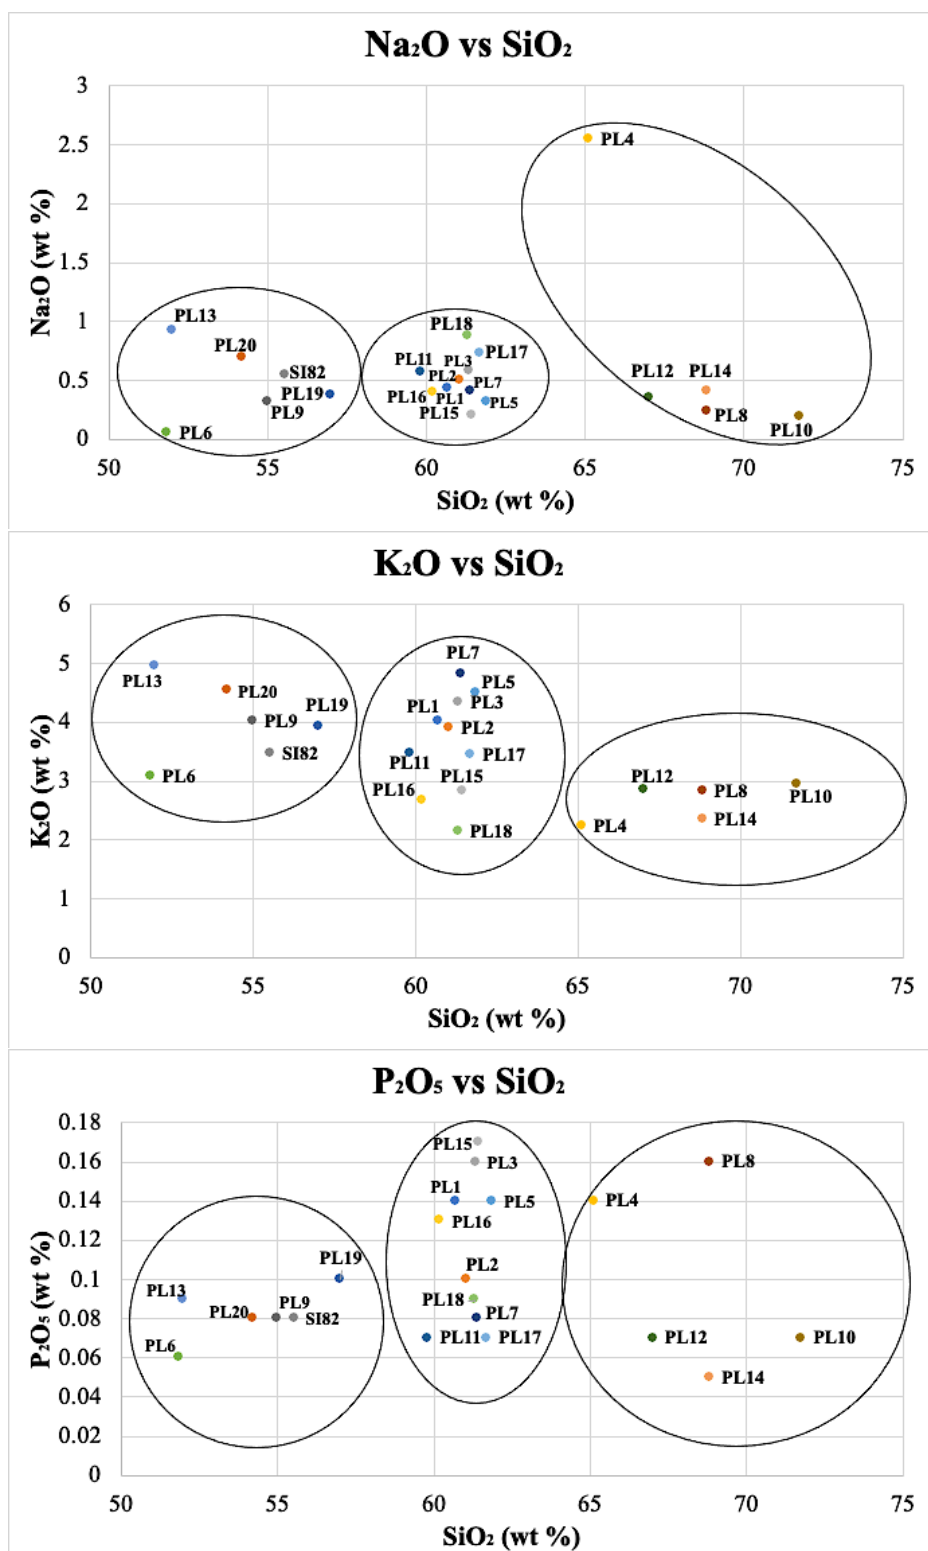 Na₂O vs SiO₂
3
2.5
2
1.5
1
0.5
0
Na₂O (wt %)
PL4
PL13
PL20
SI82
PL19
PL9
PL6
PL18
PL17
PL11
PL3
PL2
PL7
PL16
PL1
PL5
PL15
PL12
PL14
PL8
PL10
50 55 60 65 70 75
SiO₂ (wt %)
K₂O vs SiO₂
6
5
4
3
2
1
0
K₂O (wt %)
PL13
PL20
PL19
PL9
SI82
PL6
PL7
PL5
PL3
PL1
PL2
PL11
PL17
PL15
PL16
PL18
PL12
PL8
PL10
PL14
PL4
50 55 60 65 70 75
SiO₂ (wt %)
P₂O₅ vs SiO₂
0.18
0.16
0.14
0.12
0.1
0.08
0.06
0.04
0.02
0
P₂O₅ (wt %)
PL19
PL13
PL9
PL20
SI82
PL6
PL15
PL3
PL1
PL5
PL16
PL2
PL18
PL7
PL11
PL17
PL8
PL4
PL12
PL10
PL14
50 55 60 65 70 75
SiO₂ (wt %)